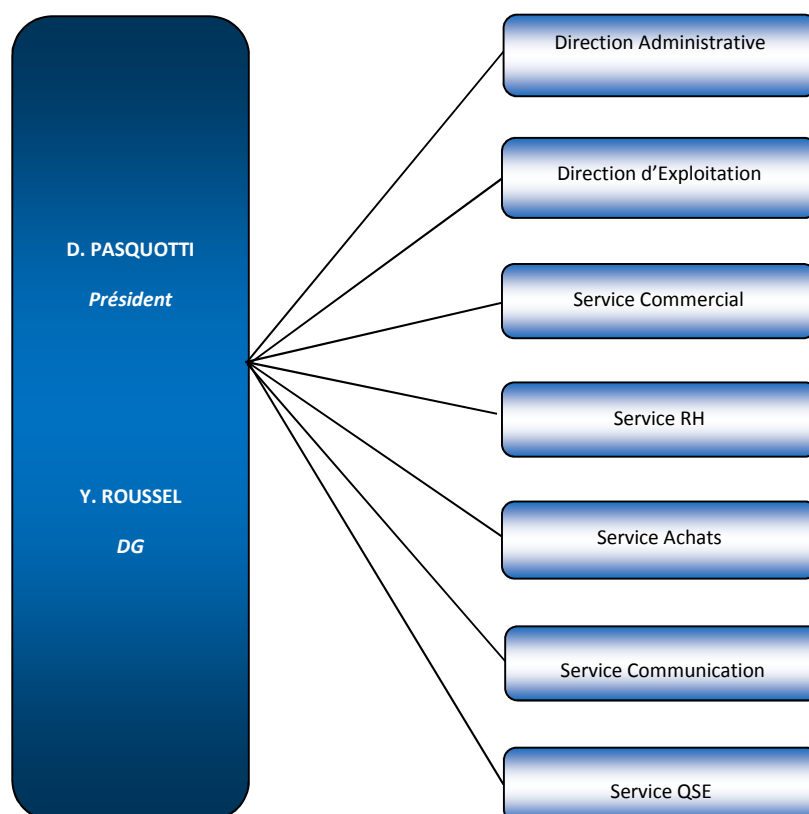 D. PASQUOTTI
Président
Y. ROUSSEL
DG
Direction Administrative
Direction d’Exploitation
Service Commercial
Service RH
Service Achats
Service Communication
Service QSE